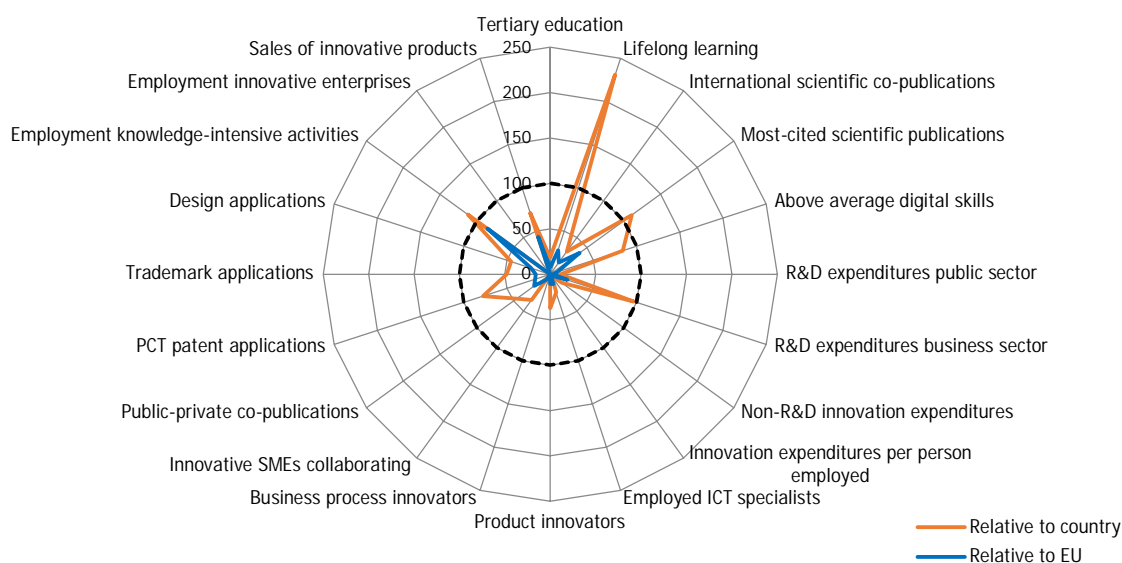 Tertiary education
Sales of innovative products
Lifelong learning
Employment innovative enterprises
International scientific co-publications
Employment knowledge-intensive activities
Most-cited scientific publications
Design applications
Above average digital skills
Trademark applications
R&D expenditures public sector
PCT patent applications
R&D expenditures business sector
Public-private co-publications
Non-R&D innovation expenditures
Innovative SMEs collaborating
Innovation expenditures per person
employed
Business process innovators
Employed ICT specialists
Product innovators
250
200
150
100
50
0
Relative to country
Relative to EU